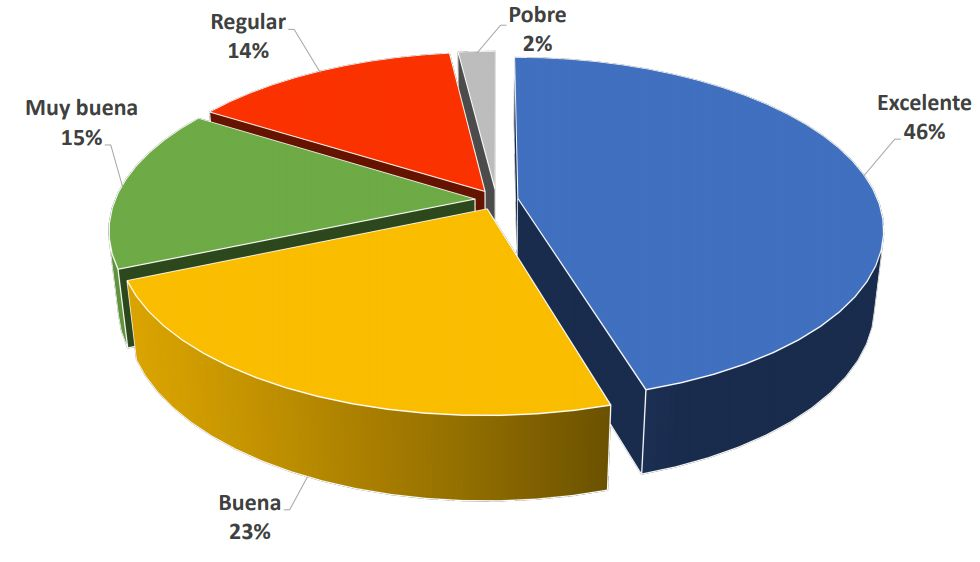 Pobre
2%
Regular
14%
Excelente
46%
Muy buena
15%
Buena
23%